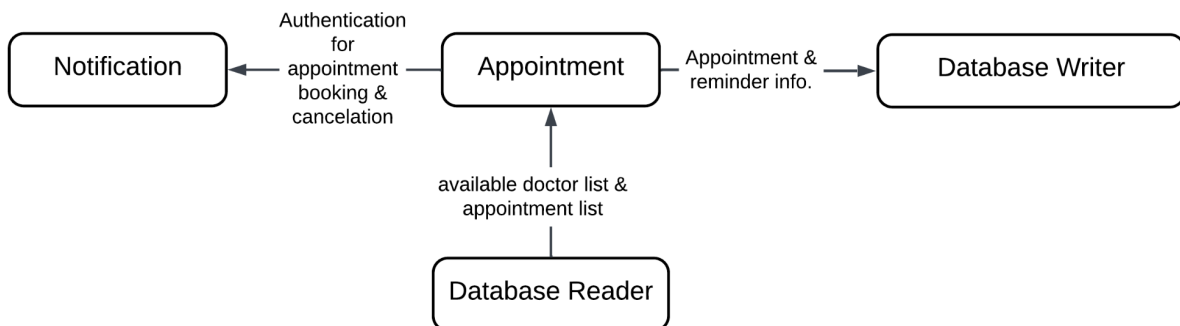 Notification
Authentication
for
appointment
booking &
cancelation
Appointment
Appointment &
reminder info.
Database Writer
available doctor list &
appointment list
Database Reader